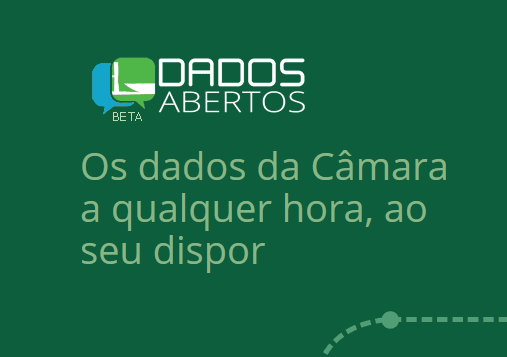 DADOS
ABERTOS
BETA
Os dados da Câmara
a qualquer hora, ao
seu dispor